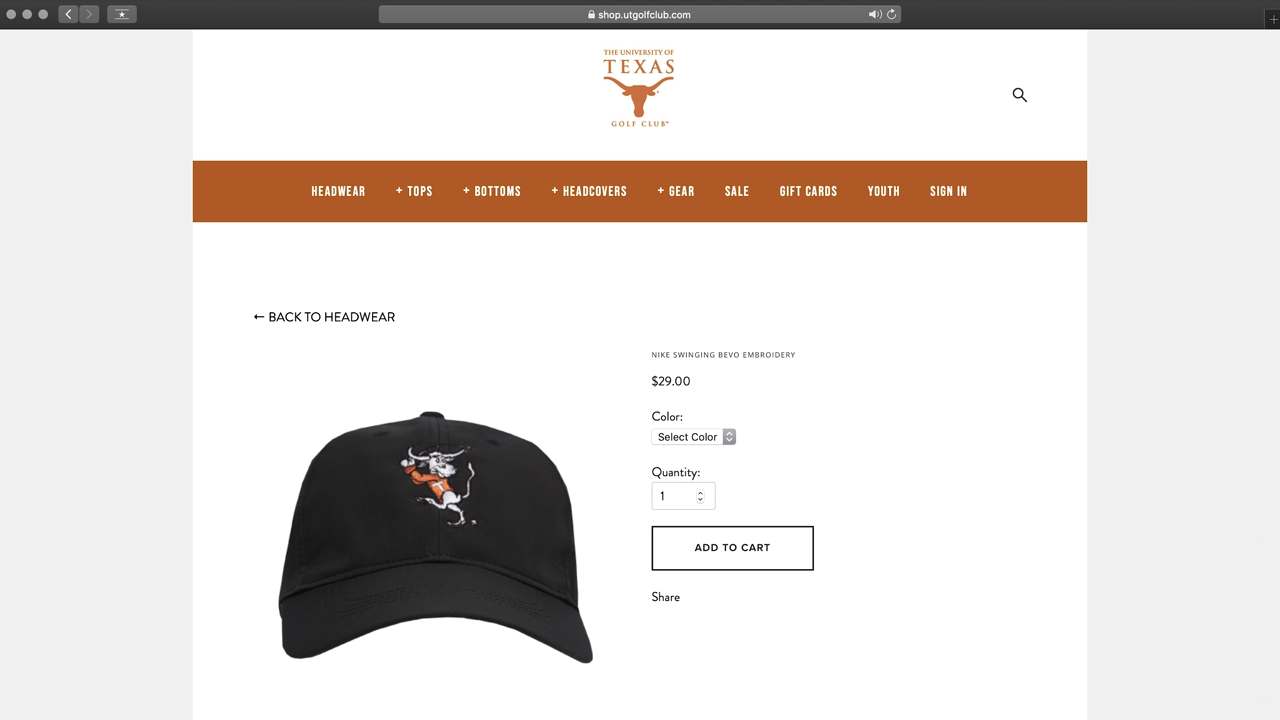 shop.utgolfclub.com
THE UNIVERSITY OF
TEXAS
GOLF CLUB
HEADWEAR + TOPS + BOTTOMS + HEADCOVERS + GEAR SALE GIFT CARDS YOUTH SIGN IN
← BACK TO HEADWEAR
NIKE SWINGING BEVO EMBROIDERY
$29.00
Color:
Select Color
Quantity:
1
ADD TO CART
Share